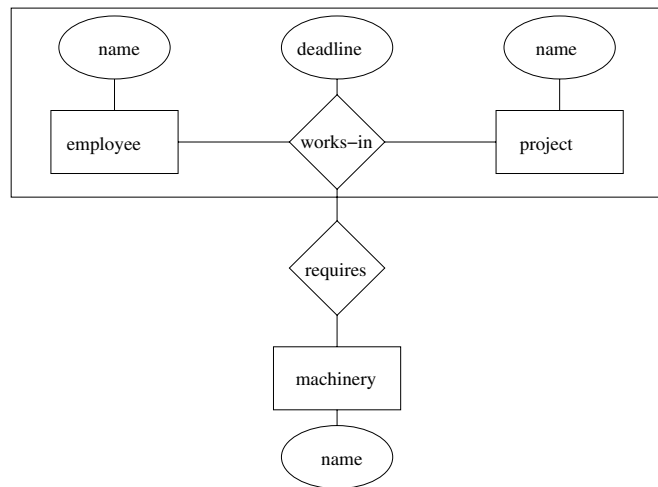 name
deadline
name
employee
works−in
project
requires
machinery
name